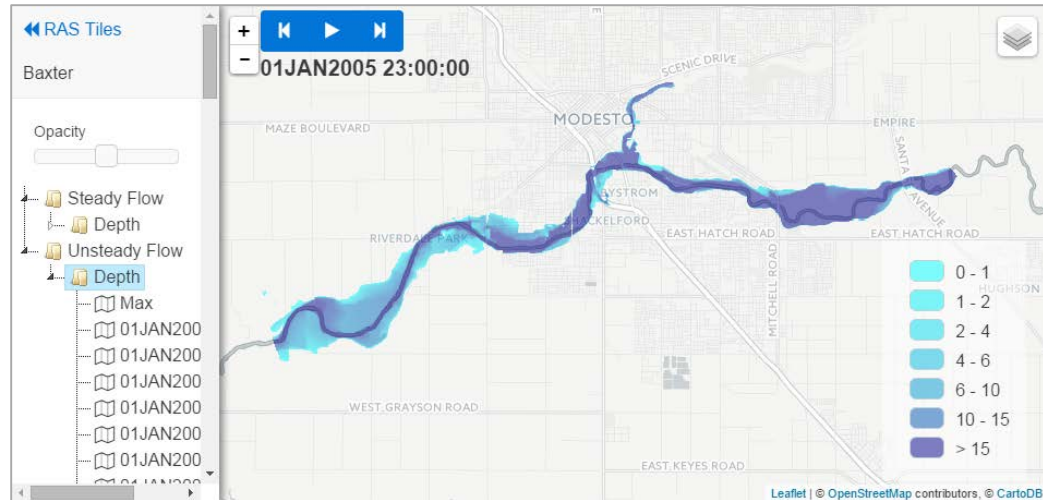 RAS Tiles
Baxter
Opacity
Steady Flow
Depth
Unsteady Flow
Depth
Max
01JAN200
01JAN200
01JAN200
01JAN200
01JAN200
01JAN200
+
−
01JAN2005 23:00:00
SCENIC DRIVE
MODESTO
MAZE BOULEVARD
EMPIRE
SANTA
AVENUE
BYSTROM
SHACKELFORD
RIVERDALE PARK
EAST HATCH ROAD
EAST HATCH ROAD
MITCHELL ROAD
HUGHSON
WEST GRAYSON ROAD
EAST KEYES ROAD
0 - 1
1 - 2
2 - 4
4 - 6
6 - 10
10 - 15
> 15
Leaflet | © OpenStreetMap contributors, © CartoDB